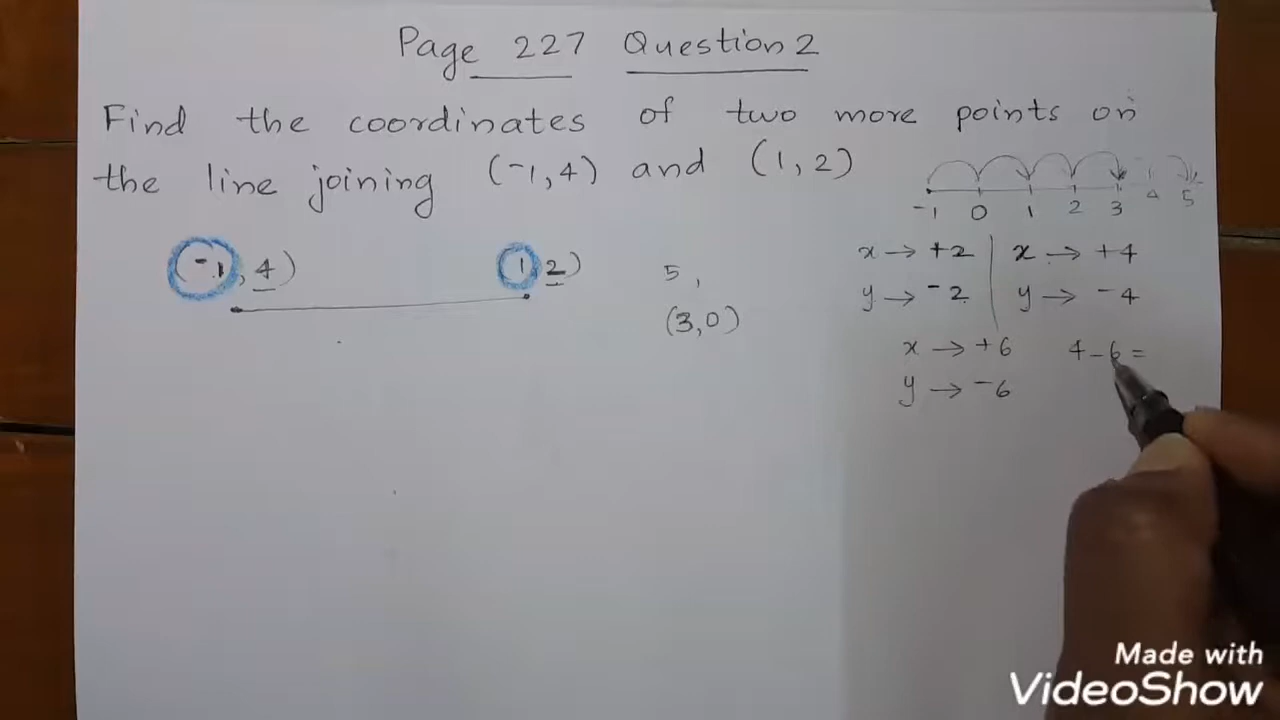 Page 227 Question 2
Find the coordinates of two more points on
the line joining (-1, 4) and (1, 2)
-1 0 1 2 3 4 5
(-1, 4) 1 2)
x → +2 | x → +4
y → -2 | y → -4
5,
(3,0)
x → +6 4-6=
y → -6
Made with
VideoShow